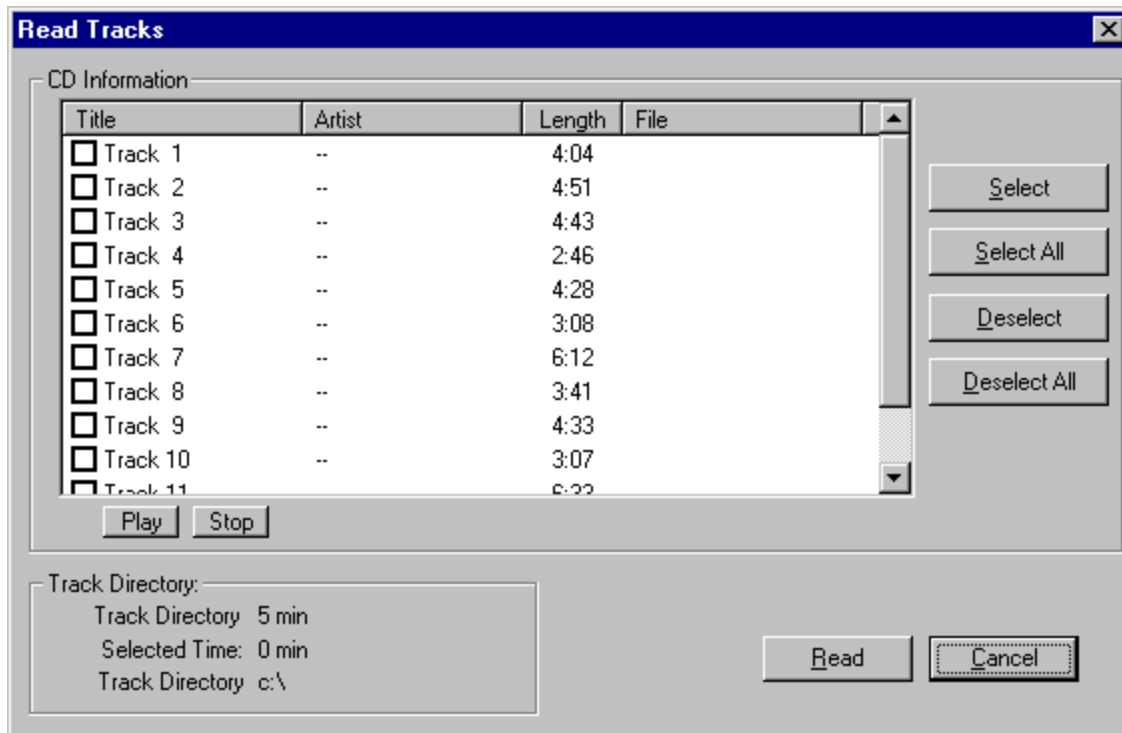 Read Tracks
CD Information
Title Artist Length File
Track 1 -- 4:04
Track 2 -- 4:51
Track 3 -- 4:43
Track 4 -- 2:46
Track 5 -- 4:28
Track 6 -- 3:08
Track 7 -- 6:12
Track 8 -- 3:41
Track 9 -- 4:33
Track 10 -- 3:07
Track 11
Select
Select All
Deselect
Deselect All
Play Stop
Track Directory:
Track Directory 5 min
Selected Time: 0 min
Track Directory c:\
Read Cancel